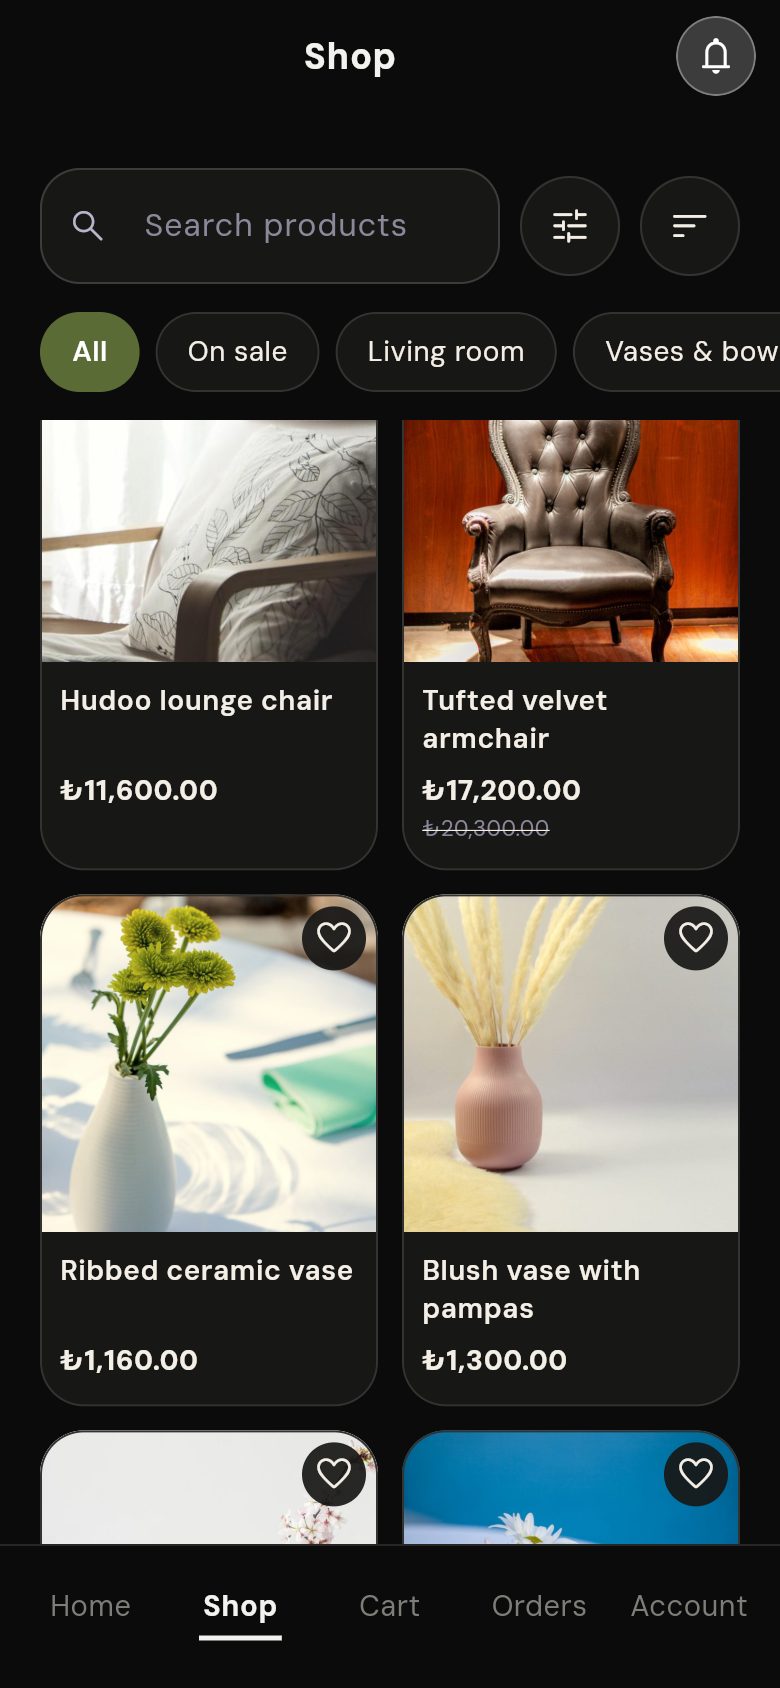 Shop
Search products
All
On sale
Living room
Vases & bow
Hudoo lounge chair
₺11,600.00
Tufted velvet
armchair
₺17,200.00
₺20,300.00
Ribbed ceramic vase
₺1,160.00
Blush vase with
pampas
₺1,300.00
Home
Shop
Cart
Orders
Account